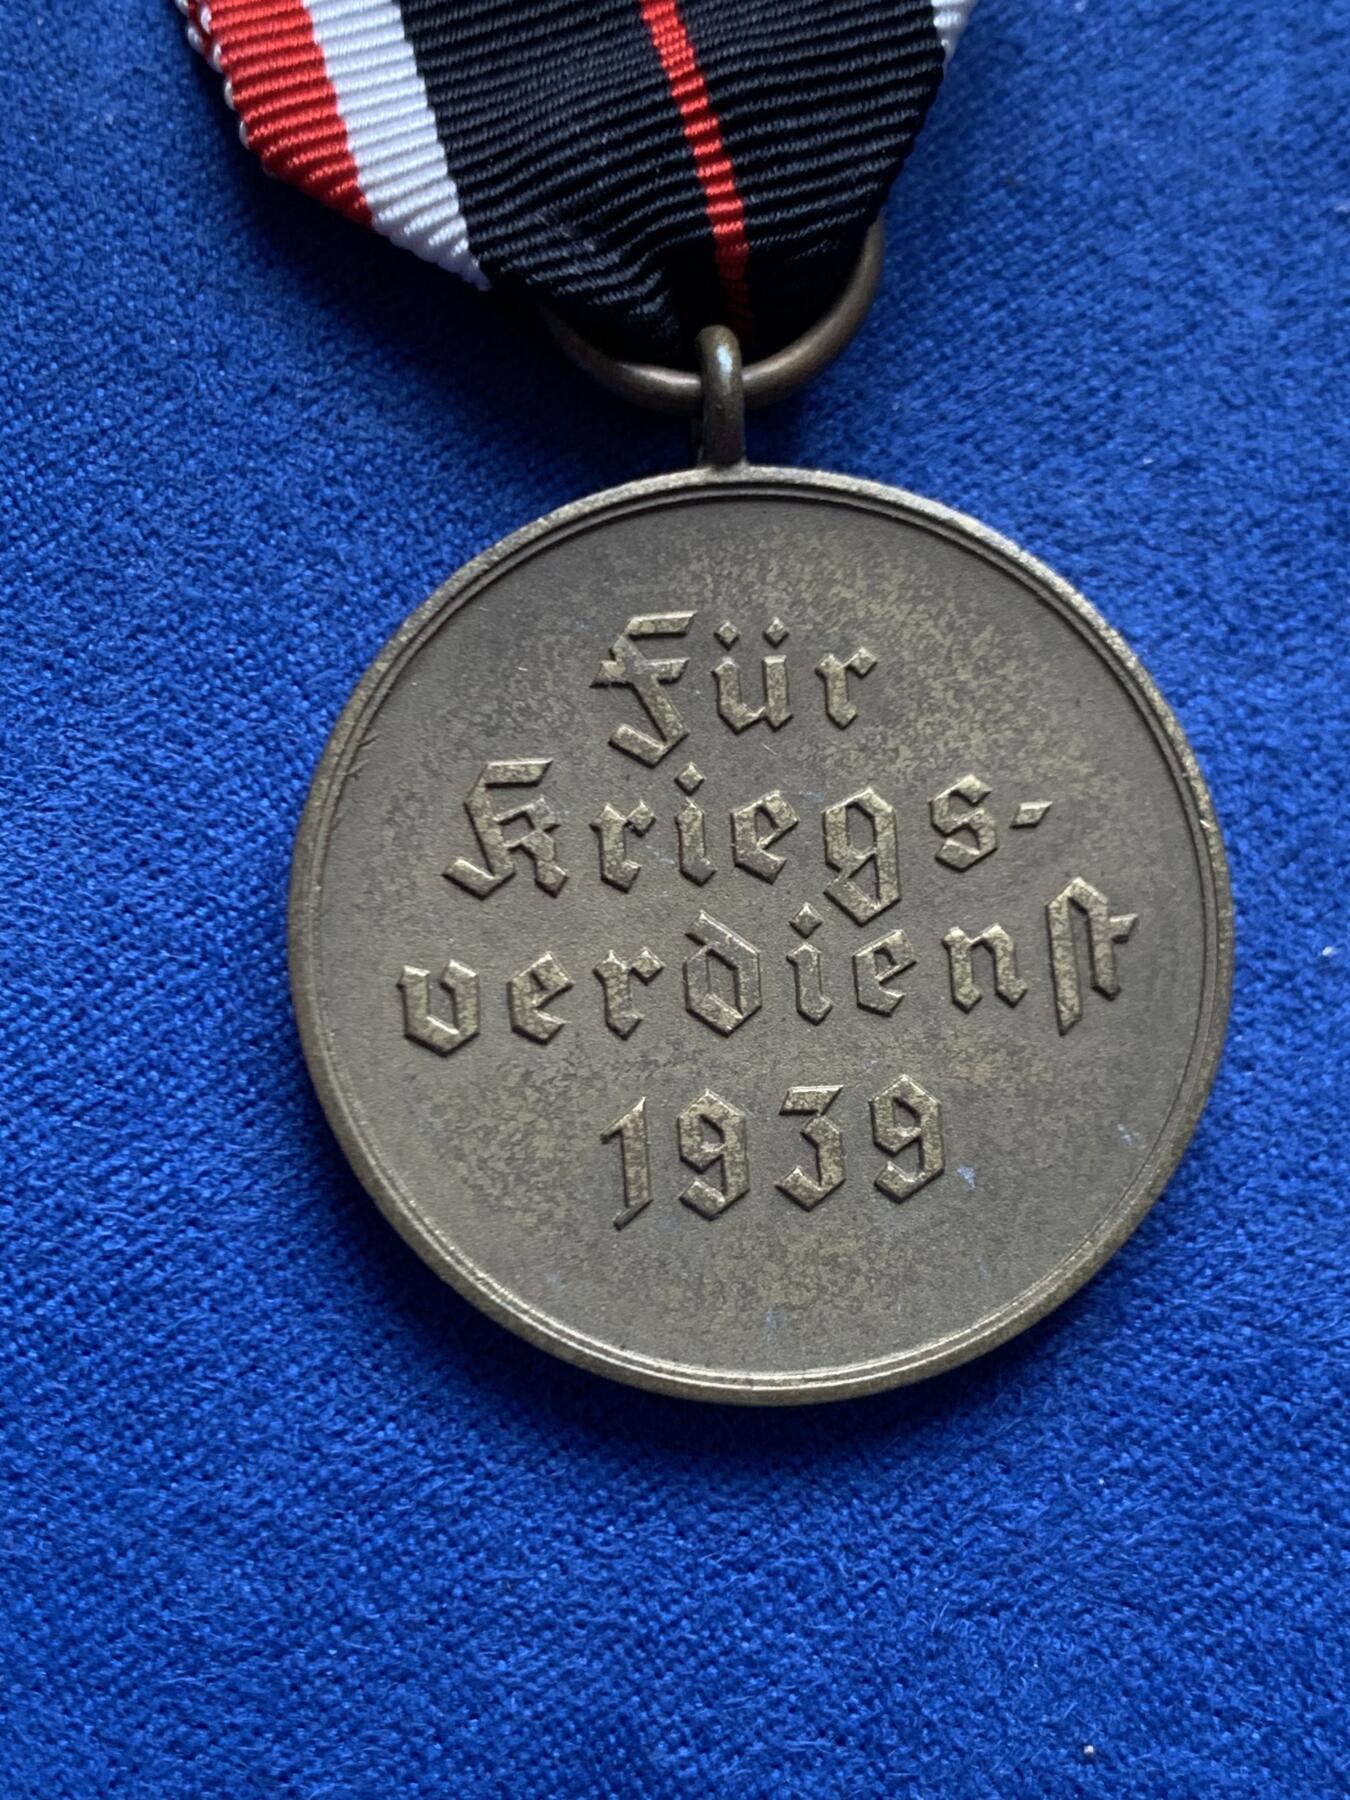 Für
Kriegs-
verdienst
1939